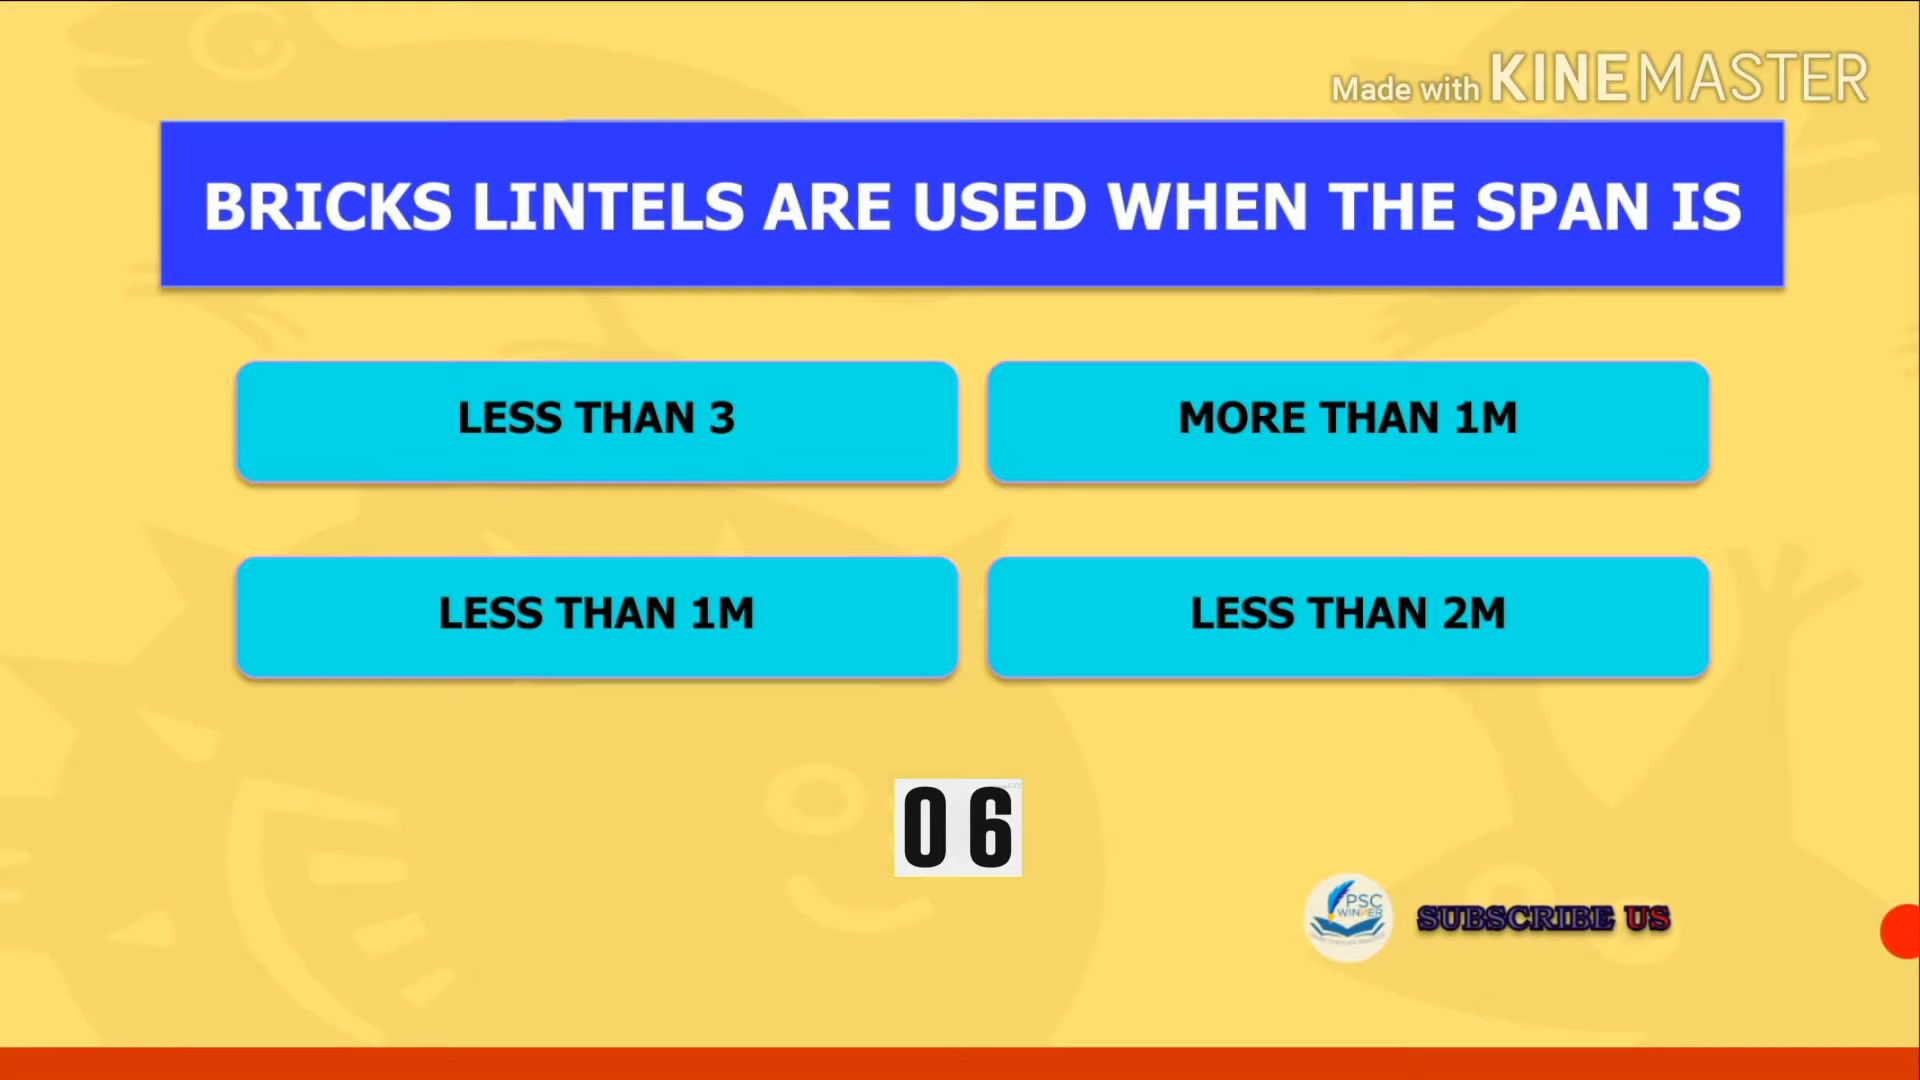 Made with KINEMASTER
BRICKS LINTELS ARE USED WHEN THE SPAN IS
LESS THAN 3
MORE THAN 1M
LESS THAN 1M
LESS THAN 2M
06
PSC
WINNER
SUBSCRIBE US